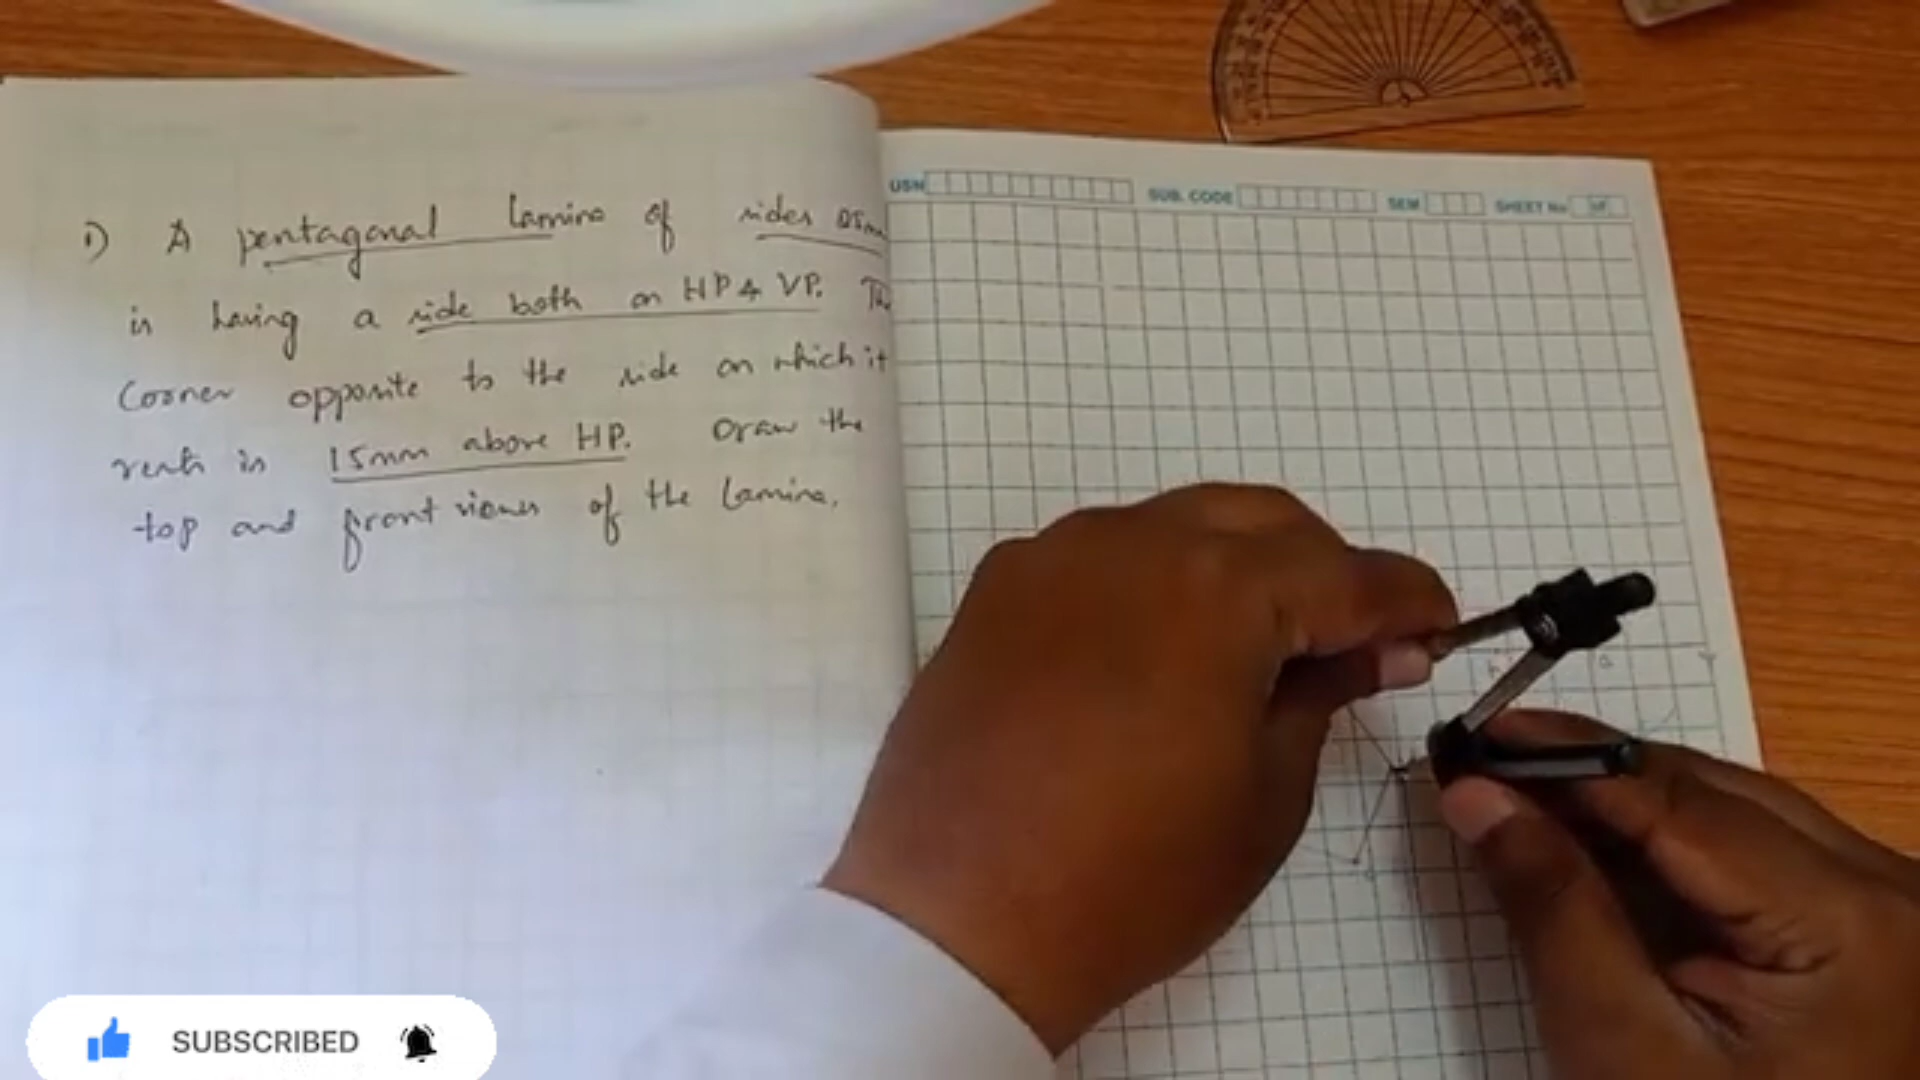 1) A pentagonal lamina of sides 25mm
is having a side both on HP & VP. The
Corner opposite to the side on which it
rests is 15mm above HP. Draw the
top and front views of the lamina.
USN SUB. CODE SEM SHEET No
SUBSCRIBED